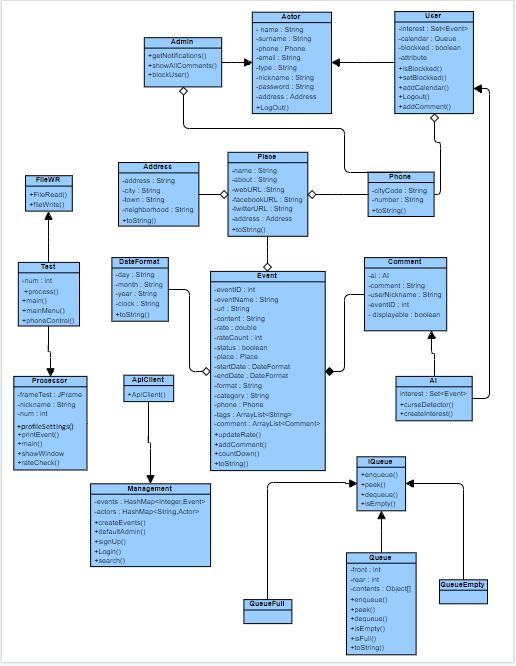 Actor
- name : String
-surname : String
-phone : Phone
-email : String
-type : String
-nickname : String
-password : String
-address : Address
+LogOut()
User
-interest : Set<Event>
-calendar : Queue
-blockked : boolean
-attribute
+isBlockked()
+setBlockked()
+addCalendar()
+Logout()
+addComment()
Admin
+getNotifications()
+showAllComments()
+blockUser()
Address
-address : String
-city : String
-town : String
-neighborhood : String
+toString()
Place
-name : String
-about : String
-webURL : String
-facebookURL : String
-twitterURL : String
-address : Address
+toString()
Phone
-cityCode : String
-number : String
+toString()
FileWR
+FileRead()
+fileWrite()
Test
-num : int
+process()
+main()
+mainMenu()
+phoneControl()
DateFormat
-day : String
-month : String
-year : String
-clock : String
+toString()
Event
-eventID : int
-eventName : String
-url : String
-content : String
-rate : double
-rateCount : int
-status : boolean
-place : Place
-startDate : DateFormat
-endDate : DateFormat
-format : String
-category : String
-phone : Phone
-tags : ArrayList<String>
-comment : ArrayList<Comment>
+updateRate()
+addComment()
+countDown()
+toString()
Comment
-ai : AI
-comment : String
-userNickname : String
-eventID : int
- displayable : boolean
Processor
-frameTest : JFrame
-nickname : String
-num : int
+profileSettings()
+printEvent()
+main()
+showWindow
+rateCheck()
ApiClient
+ApiClient()
AI
interest : Set<Event>
+curseDetector()
+createInterest()
Management
-events : HashMap<Integer,Event>
-actors : HashMap<String,Actor>
+createEvents()
+defaultAdmin()
+signUp()
+Login()
+search()
IQueue
+enqueue()
+peek()
+dequeue()
+isEmpty()
QueueFull
Queue
-front : int
-rear : int
-contents : Object[]
+enqueue()
+peek()
+dequeue()
+isEmpty()
+isFull()
+toString()
QueueEmpty